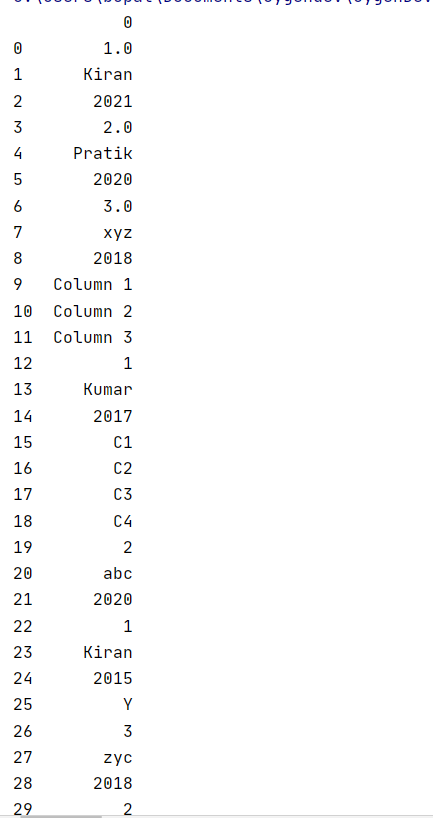 0
0 1.0
1 Kiran
2 2021
3 2.0
4 Pratik
5 2020
6 3.0
7 xyz
8 2018
9 Column 1
10 Column 2
11 Column 3
12 1
13 Kumar
14 2017
15 C1
16 C2
17 C3
18 C4
19 2
20 abc
21 2020
22 1
23 Kiran
24 2015
25 Y
26 3
27 zyc
28 2018
29 2